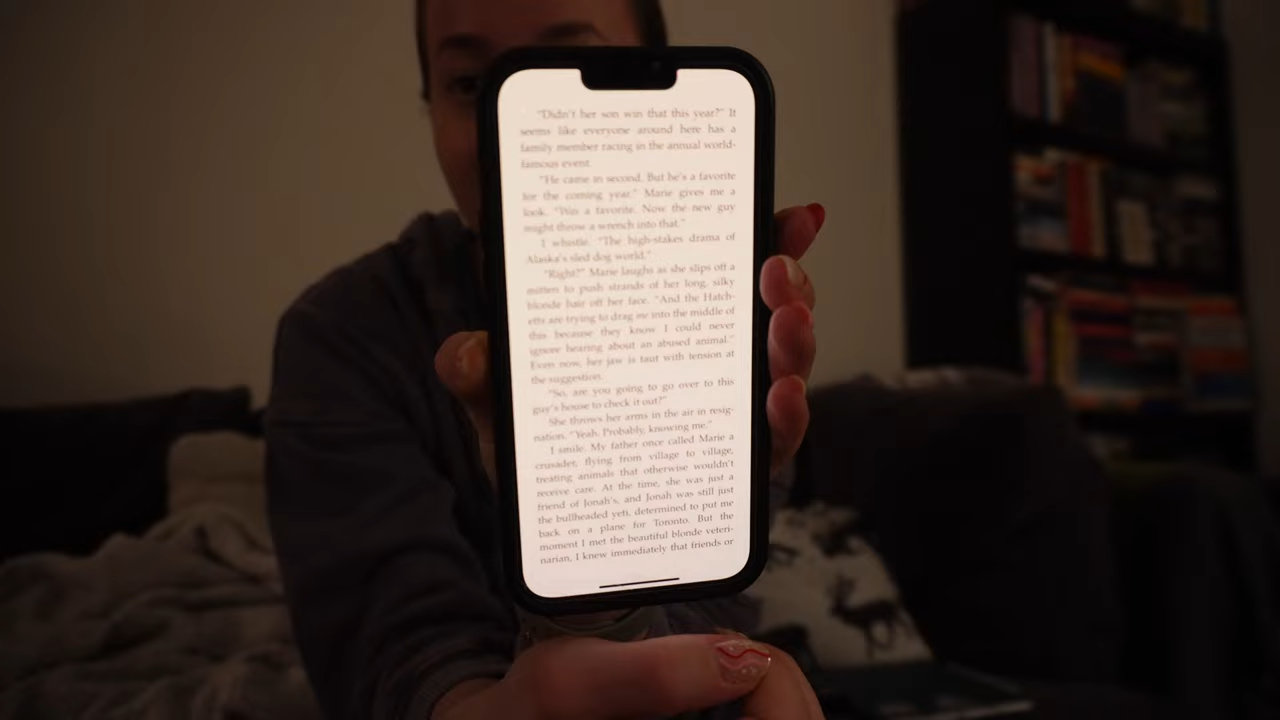 “Didn’t her son win that this year?” It
seems like everyone around here has a
family member racing in the annual world-
famous event.
“He came in second. But he’s a favorite
for the coming year.” Marie gives me a
look. “Was a favorite. Now the new guy
might throw a wrench into that.”
I whistle. “The high-stakes drama of
Alaska’s sled dog world.”
“Right?” Marie laughs as she slips off a
mitten to push strands of her long, silky
blonde hair off her face. “And the Hatch-
etts are trying to drag me into the middle of
this because they know I could never
ignore hearing about an abused animal.”
Even now, her jaw is taut with tension at
the suggestion.
“So, are you going to go over to this
guy’s house to check it out?”
She throws her arms in the air in resig-
nation. “Yeah. Probably, knowing me.”
I smile. My father once called Marie a
crusader, flying from village to village,
treating animals that otherwise wouldn’t
receive care. At the time, she was just a
friend of Jonah’s, and Jonah was still just
the bullheaded yeti, determined to put me
back on a plane for Toronto. But the
moment I met the beautiful blonde veteri-
narian, I knew immediately that friends or